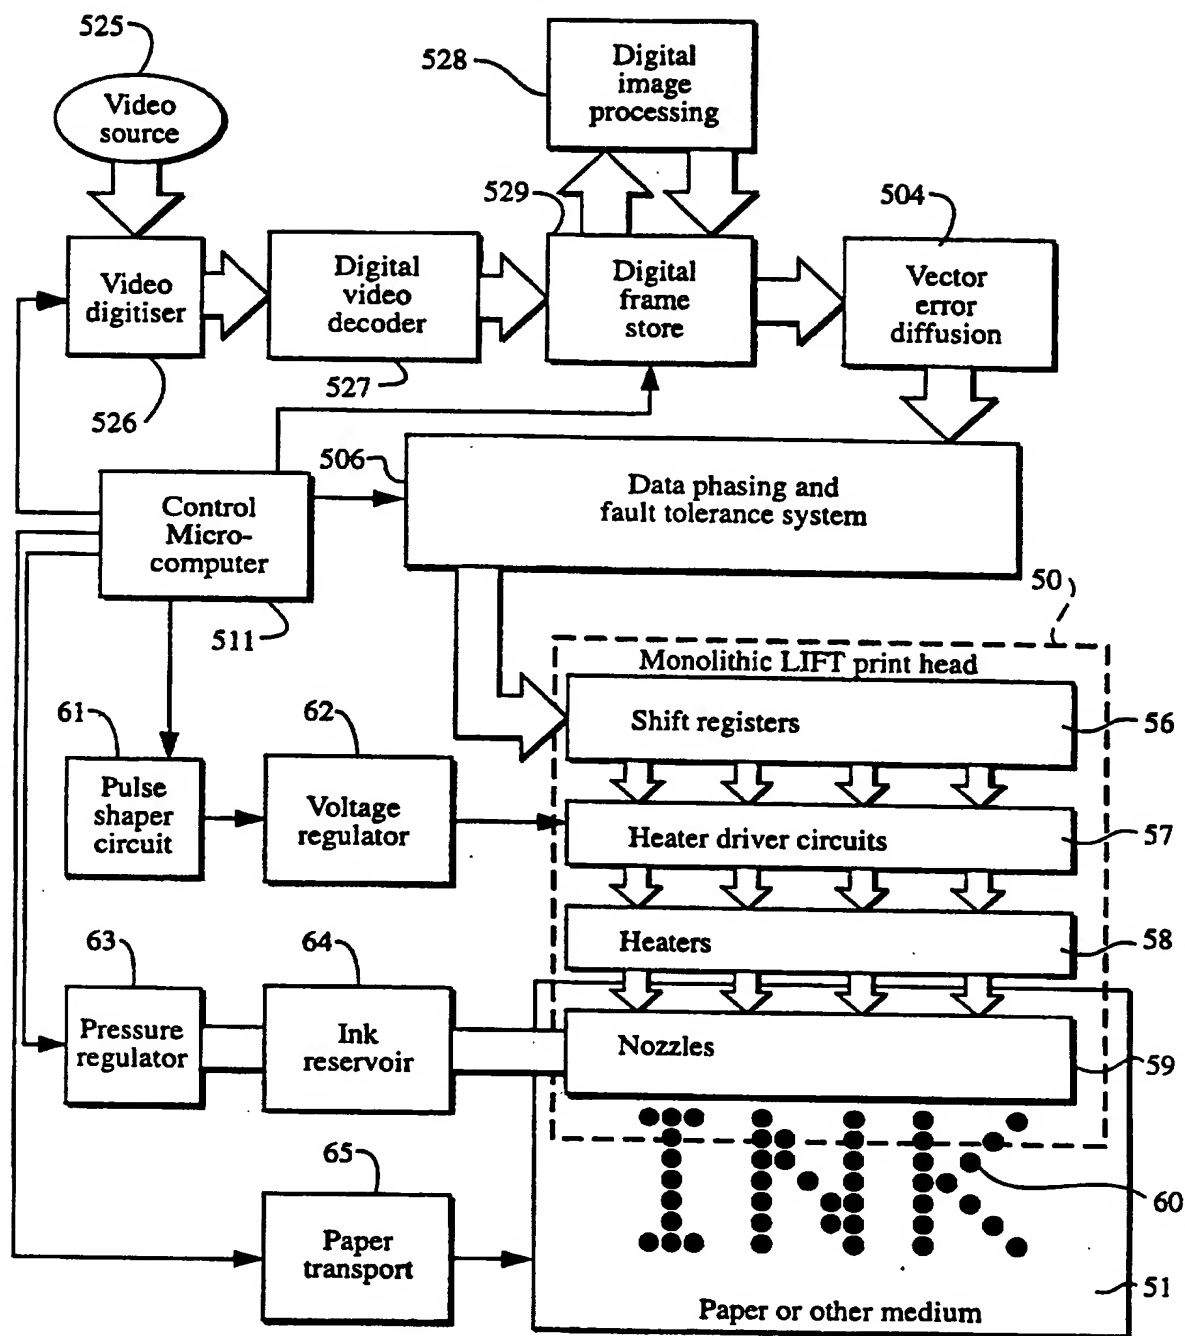 525
Video
source
528
Digital
image
processing
529
504
Video
digitiser
Digital
video
decoder
Digital
frame
store
Vector
error
diffusion
526
527
506
Control
Micro-
computer
Data phasing and
fault tolerance system
511
50
Monolithic LIFT print head
61
62
Shift registers
56
Pulse
shaper
circuit
Voltage
regulator
Heater driver circuits
57
63
64
Heaters
58
Pressure
regulator
Ink
reservoir
Nozzles
59
INK
65
60
Paper
transport
51
Paper or other medium